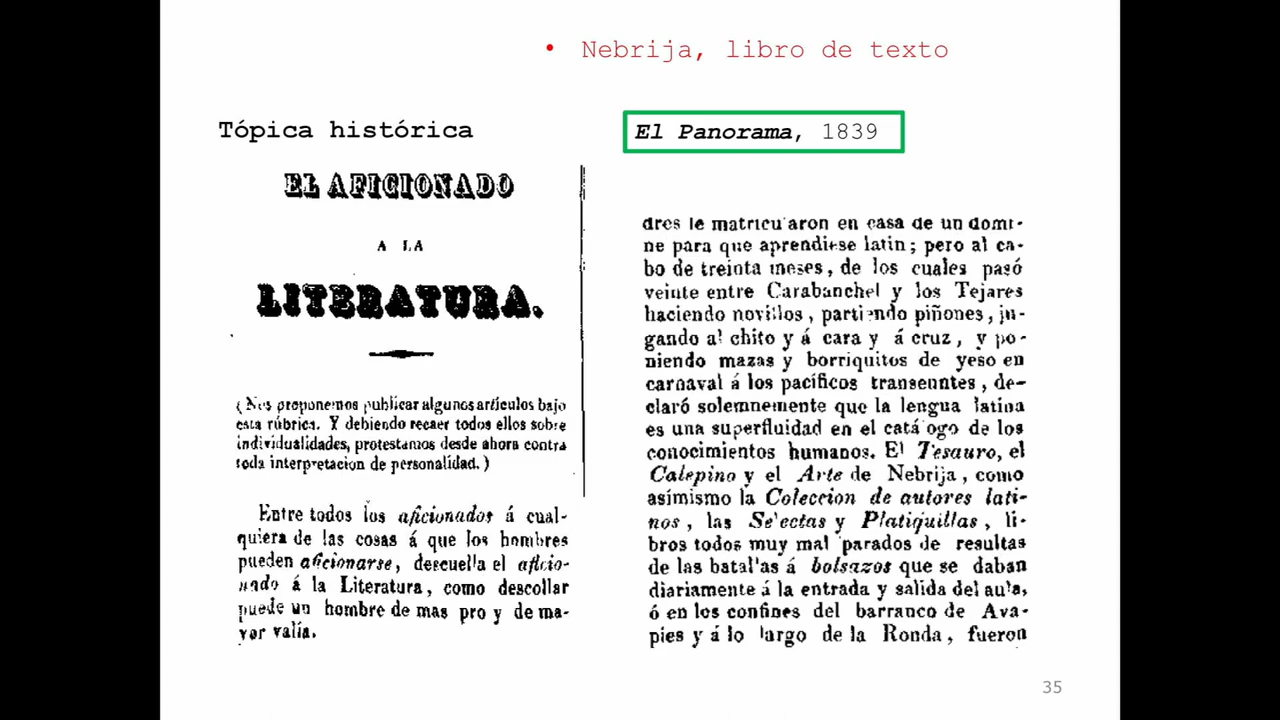 • Nebrija, libro de texto
Tópica histórica
EL AFICIONADO
A LA
LITERATURA.
(Nos proponemos publicar algunos artículos bajo
esta rúbrica. Y debiendo recaer todos ellos sobre
individualidades, protestamos desde ahora contra
toda interpretacion de personalidad.)
Entre todos los aficionados á cual-
quiera de las cosas á que los hombres
pueden aficionarse, descuella el aficio-
nado á la Literatura, como descollar
puede un hombre de mas pro y de ma-
yor valía.
El Panorama, 1839
dres le matricularon en casa de un dómi-
ne para que aprendiese latin; pero al ca-
bo de treinta meses, de los cuales pasó
veinte entre Carabanchel y los Tejares
haciendo novillos, partiendo piñones, ju-
gando al chito y á cara y á cruz, y po-
niendo mazas y borriquitos de yeso en
carnaval á los pacíficos transeuntes, de-
claró solemnemente que la lengua latina
es una superfluidad en el catálogo de los
conocimientos humanos. El Tesauro, el
Calepino y el Arte de Nebrija, como
asímismo la Coleccion de autores lati-
nos, las Selectas y Platiquillas, li-
bros todos muy mal parados de resultas
de las batallas á bolsazos que se daban
diariamente á la entrada y salida del aula,
ó en los confines del barranco de Ava-
pies y á lo largo de la Ronda, fueron
35